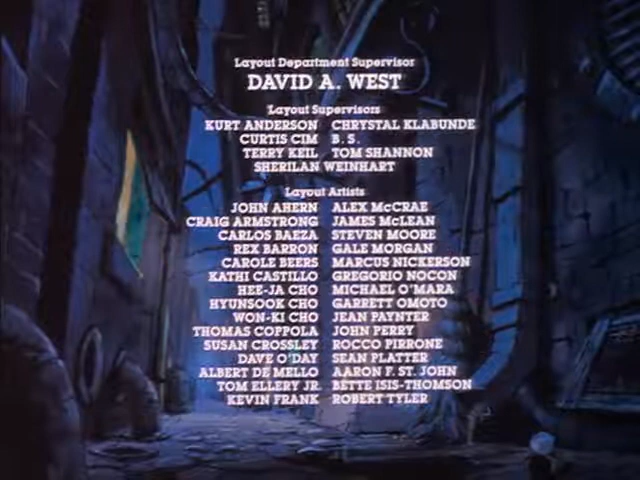 Layout Department Supervisor
DAVID A. WEST
Layout Supervisors
KURT ANDERSON CHRYSTAL KLABUNDE
CURTIS CIM B. S.
TERRY KEIL TOM SHANNON
SHERILAN WEINHART
Layout Artists
JOHN AHERN ALEX McCRAE
CRAIG ARMSTRONG JAMES McLEAN
CARLOS BAEZA STEVEN MOORE
REX BARRON GALE MORGAN
CAROLE BEERS MARCUS NICKERSON
KATHI CASTILLO GREGORIO NOCON
HEE-JA CHO MICHAEL O'MARA
HYUNSOOK CHO GARRETT OMOTO
WON-KI CHO JEAN PAYNTER
THOMAS COPPOLA JOHN PERRY
SUSAN CROSSLEY ROCCO PIRRONE
DAVE O'DAY SEAN PLATTER
ALBERT DE MELLO AARON F. ST. JOHN
TOM ELLERY JR. BETTE ISIS-THOMSON
KEVIN FRANK ROBERT TYLER